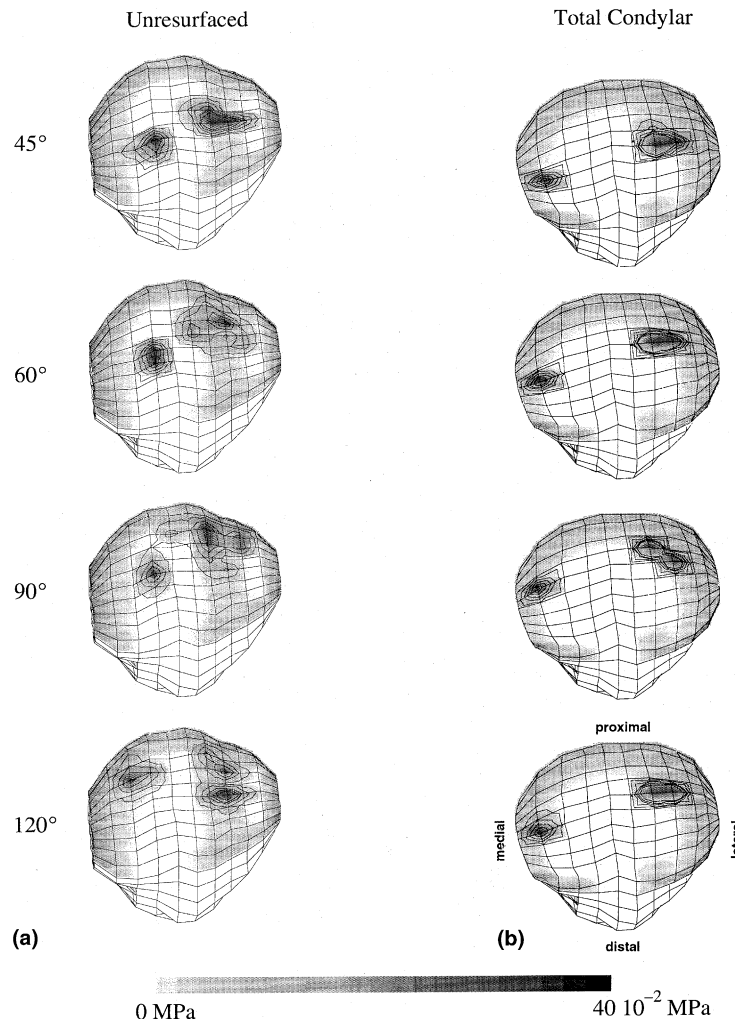 Unresurfaced
Total Condylar
45°
60°
90°
120°
proximal
medial
distal
(a)
(b)
0 MPa
40 10⁻² MPa